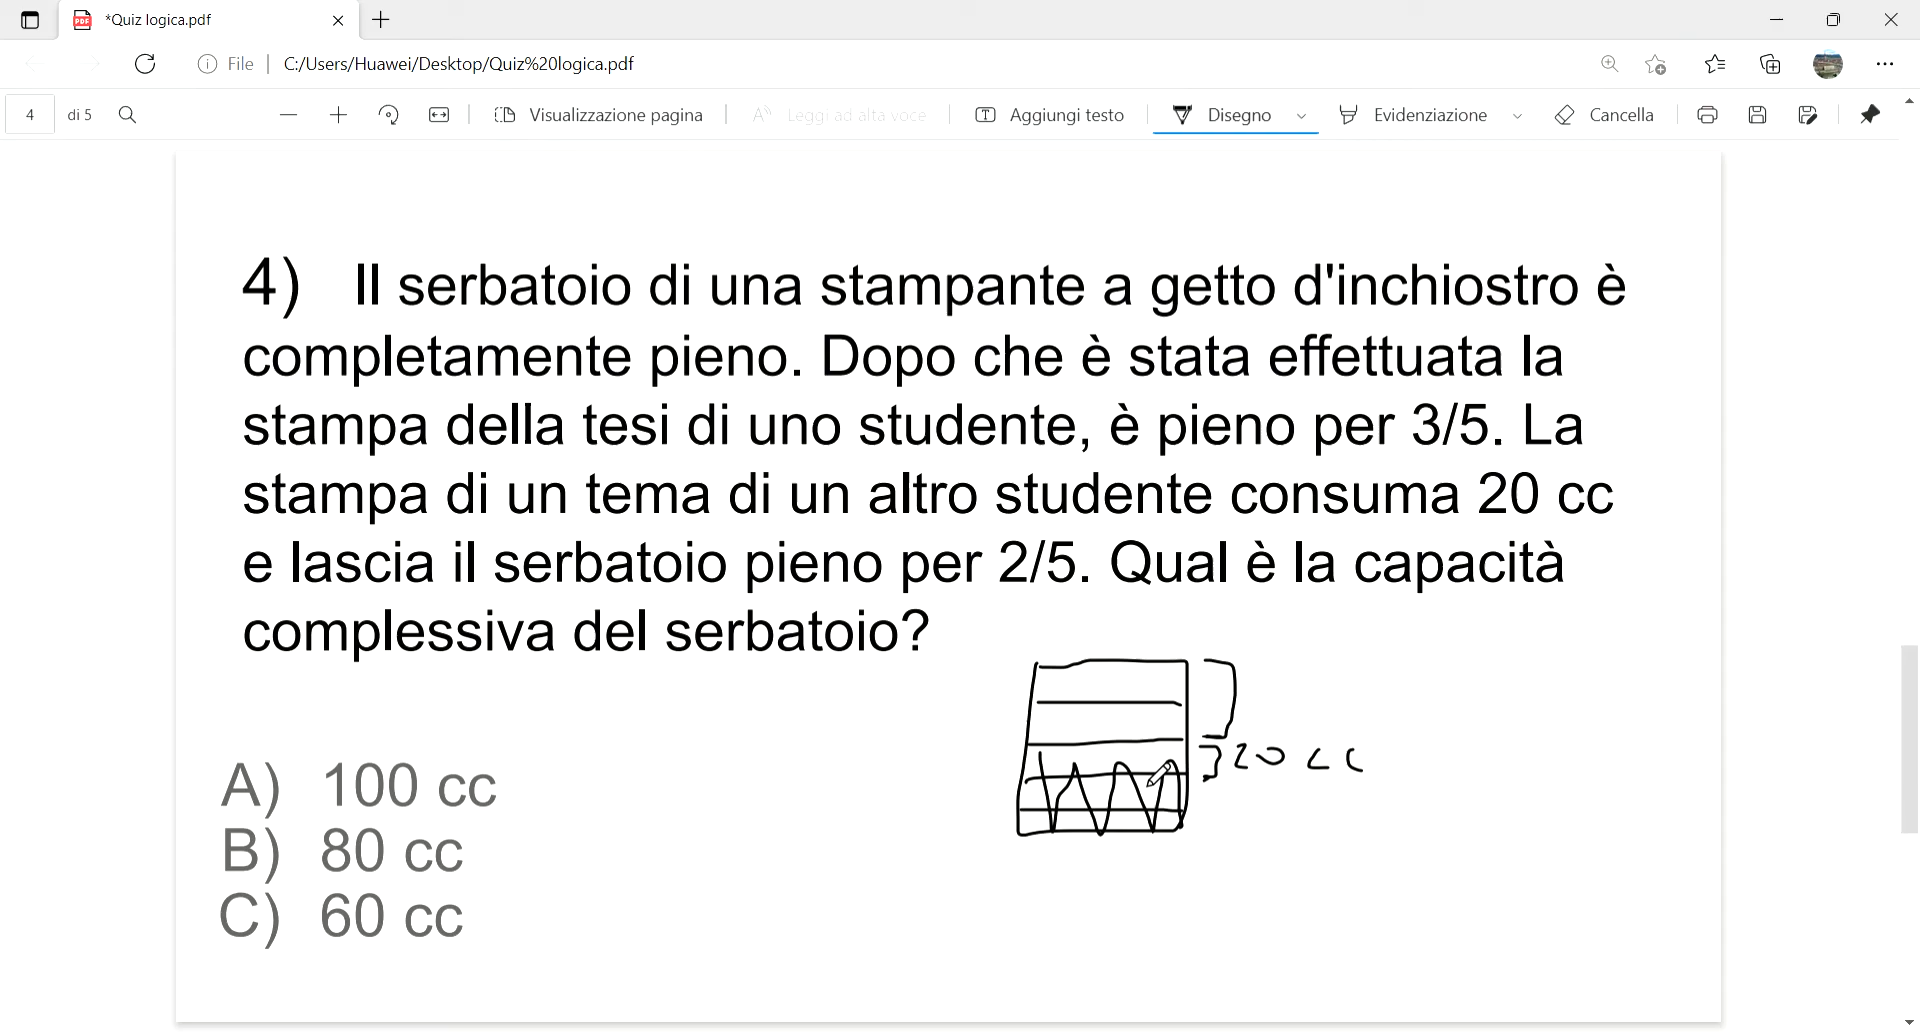 *Quiz logica.pdf
File
C:/Users/Huawei/Desktop/Quiz%20logica.pdf
4 di 5
Visualizzazione pagina
Leggi ad alta voce
Aggiungi testo
Disegno
Evidenziazione
Cancella
4) Il serbatoio di una stampante a getto d'inchiostro è
completamente pieno. Dopo che è stata effettuata la
stampa della tesi di uno studente, è pieno per 3/5. La
stampa di un tema di un altro studente consuma 20 cc
e lascia il serbatoio pieno per 2/5. Qual è la capacità
complessiva del serbatoio?
20 cc
A) 100 cc
B) 80 cc
C) 60 cc